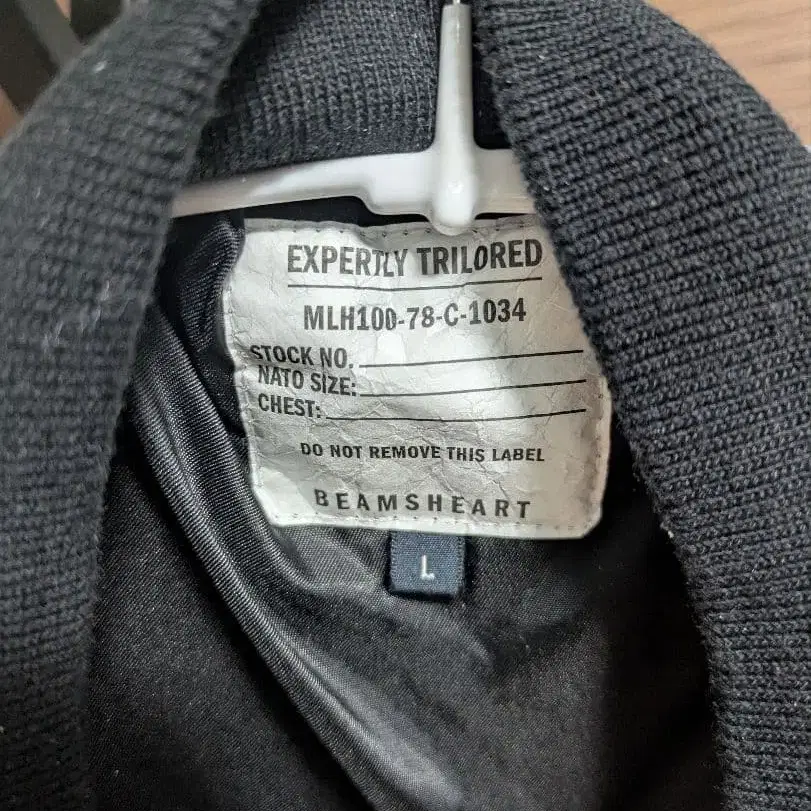 EXPERTLY TRILORED
MLH100-78-C-1034
STOCK NO.
NATO SIZE:
CHEST:
DO NOT REMOVE THIS LABEL
BEAMSHEART
L